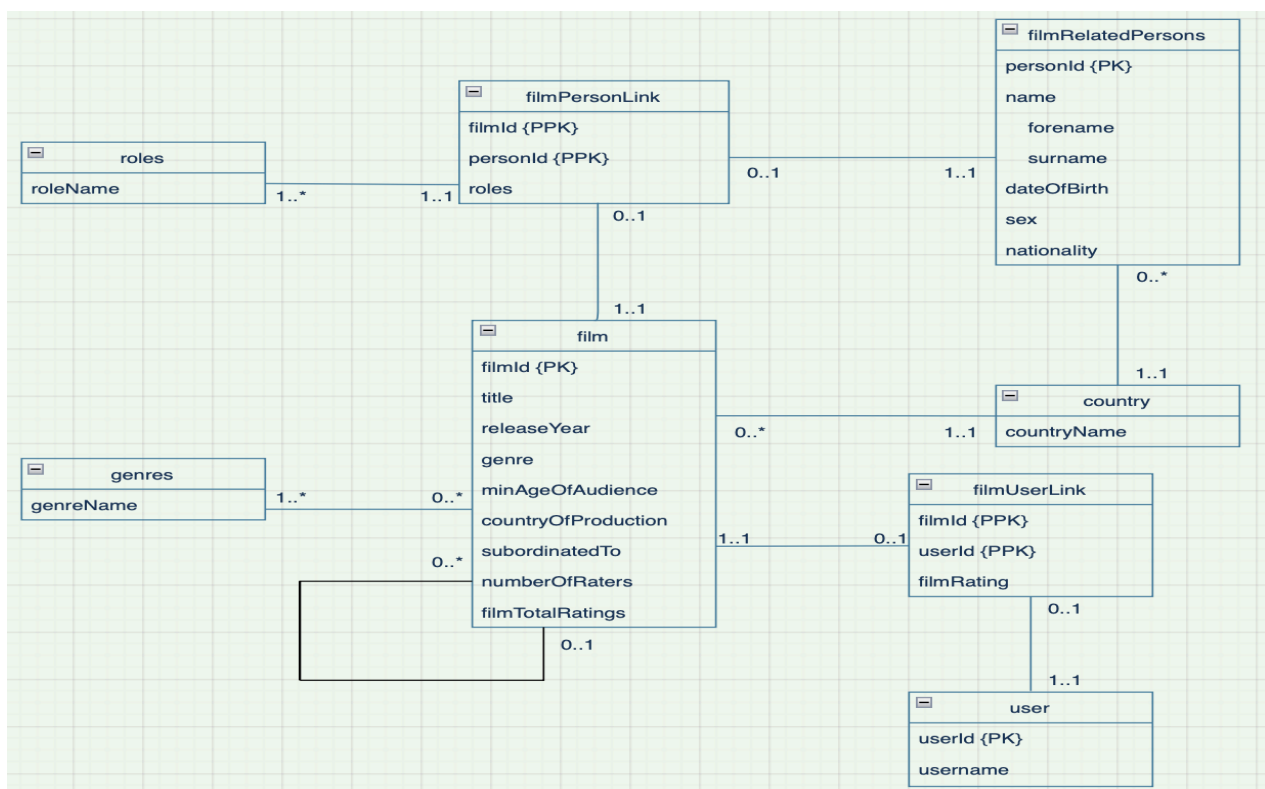 filmRelatedPersons
personId {PK}
name
forename
surname
dateOfBirth
sex
nationality
0..*
filmPersonLink
filmId {PPK}
personId {PPK}
roles
0..1
1..1
0..1
roles
roleName
1..*
1..1
1..1
film
filmId {PK}
title
releaseYear
genre
minAgeOfAudience
countryOfProduction
subordinatedTo
numberOfRaters
filmTotalRatings
0..1
1..1
country
countryName
0..*
1..1
genres
genreName
1..*
0..*
0..*
filmUserLink
filmId {PPK}
userId {PPK}
filmRating
1..1
0..1
0..1
1..1
user
userId {PK}
username